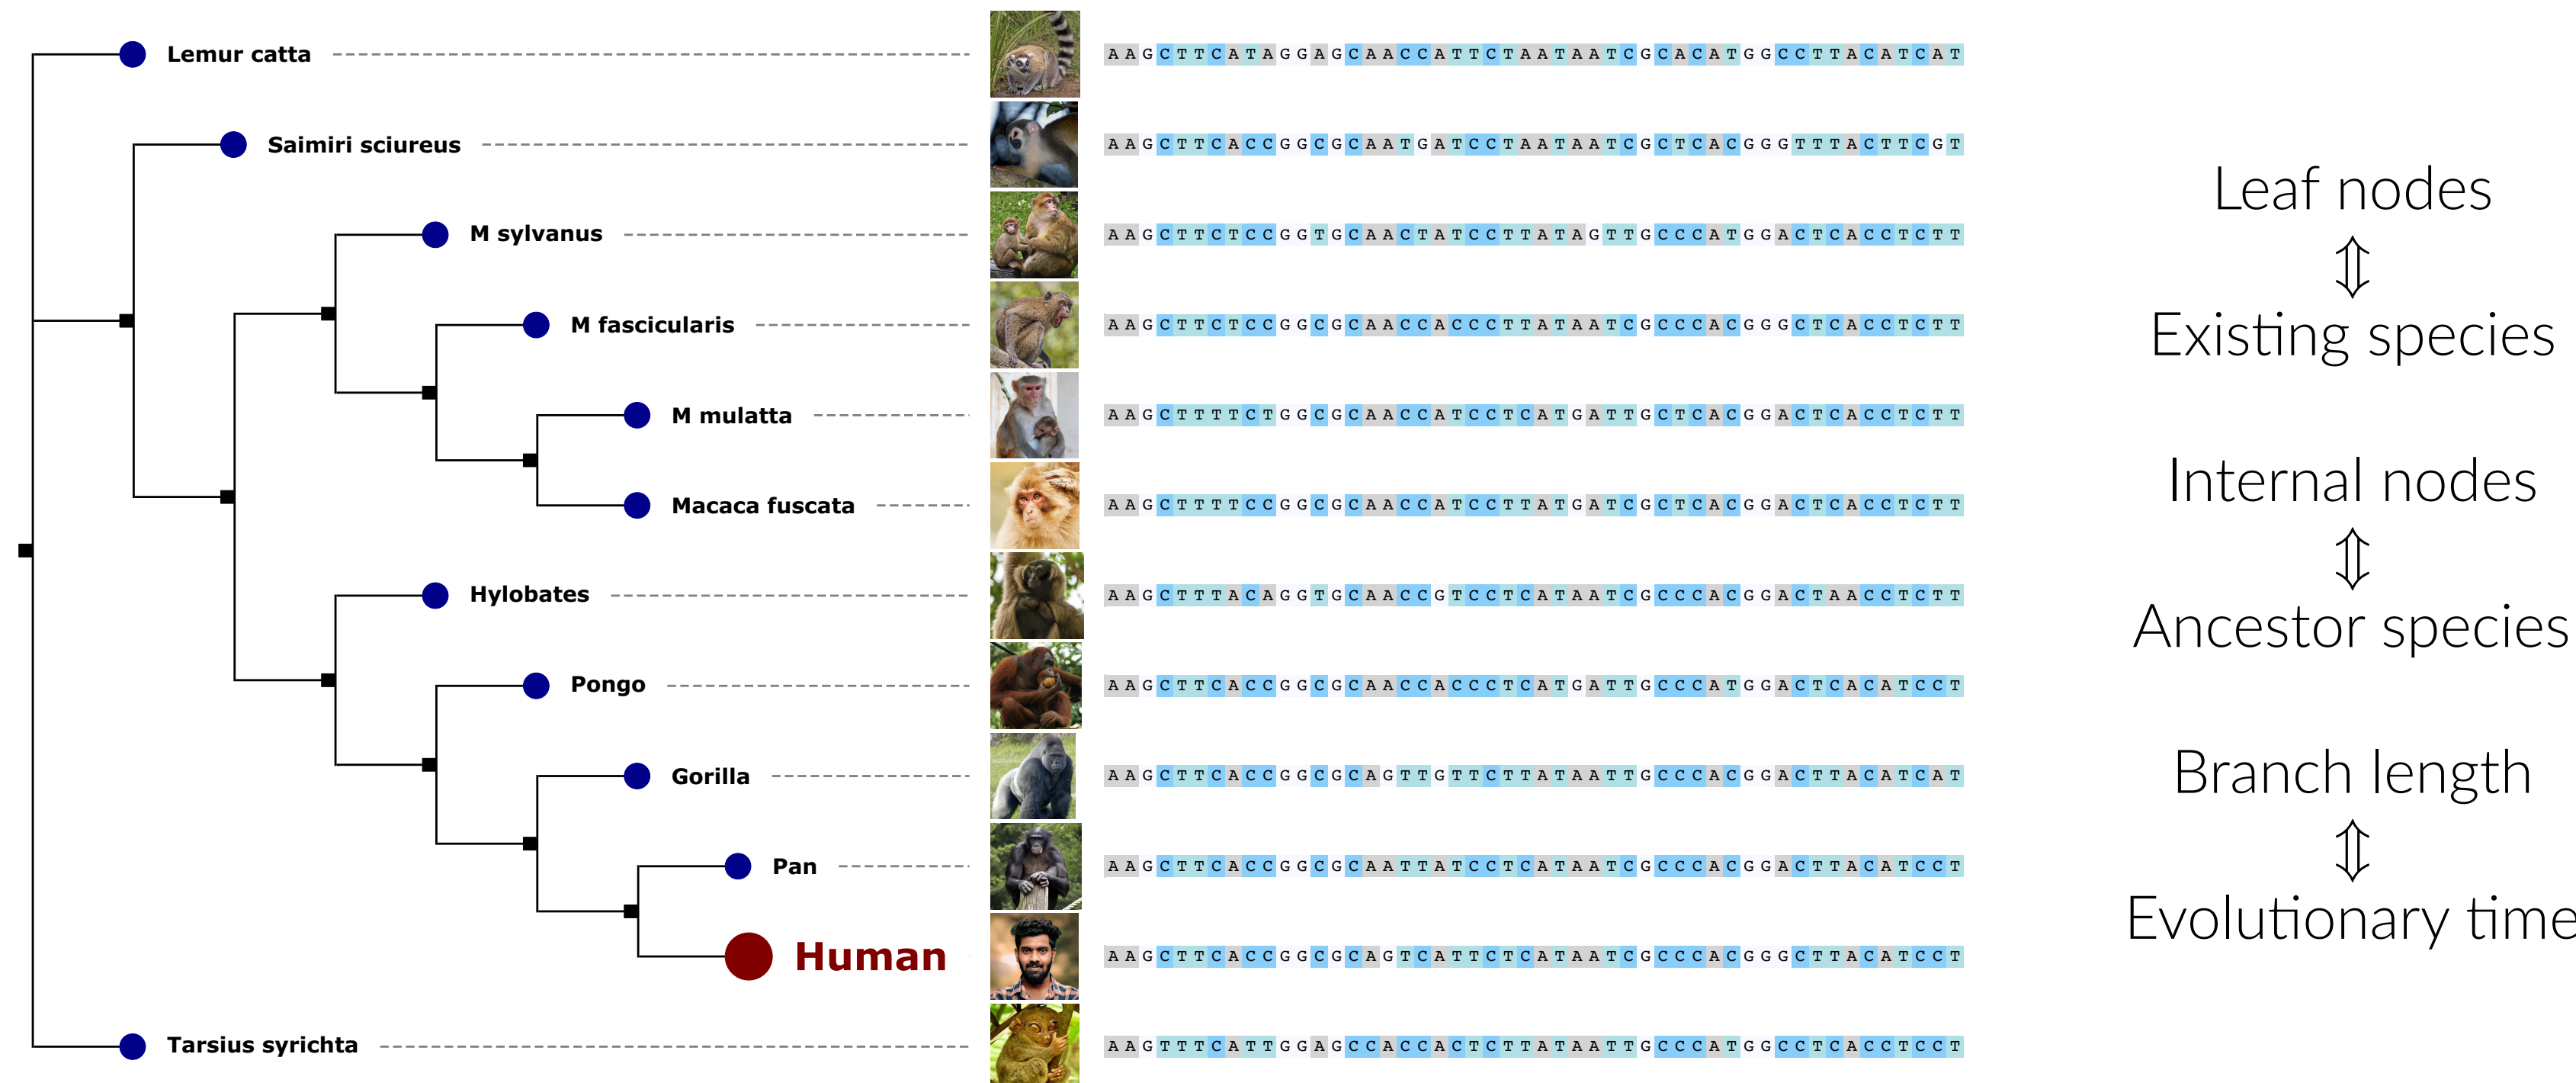 Lemur catta AAGCTTCATAGGAGCAACCATTCTAATAATCGCACATGGCCTTACATCAT
Saimiri sciureus AAGCTTCACCGGCGCAATGATCCTAATAATCGCTCACGGGTTTACTTCGT
M sylvanus AAGCTTCTCCGGTGCAACTATCCTTATAGTTGCCCATGGACTCACCTCTT
M fascicularis AAGCTTCTCCGGCGCAACCACCCTTATAATCGCCCACGGGCTCACCTCTT
M mulatta AAGCTTTTCTGGCGCAACCATCCTCATGATTGCTCACGGACTCACCTCTT
Macaca fuscata AAGCTTTTCCGGCGCAACCATCCTTATGATCGCTCACGGACTCACCTCTT
Hylobates AAGCTTTACAGGTGCAACCGTCCTCATAATCGCCCACGGACTAACCTCTT
Pongo AAGCTTCACCGGCGCAACCACCCTCATGATTGCCCATGGACTCACATCCT
Gorilla AAGCTTCACCGGCGCAGTTGTTCTTATAATTGCCCACGGACTTACATCAT
Pan AAGCTTCACCGGCGCAATTATCCTCATAATCGCCCACGGACTTACATCCT
Human AAGCTTCACCGGCGCAGTCATTCTCATAATCGCCCACGGGCTTACATCCT
Tarsius syrichta AAGTTTCATTGGAGCCACCACTCTTATAATTGCCCATGGCCTCACCTCCT
Leaf nodes
⇕
Existing species
Internal nodes
⇕
Ancestor species
Branch length
⇕
Evolutionary time